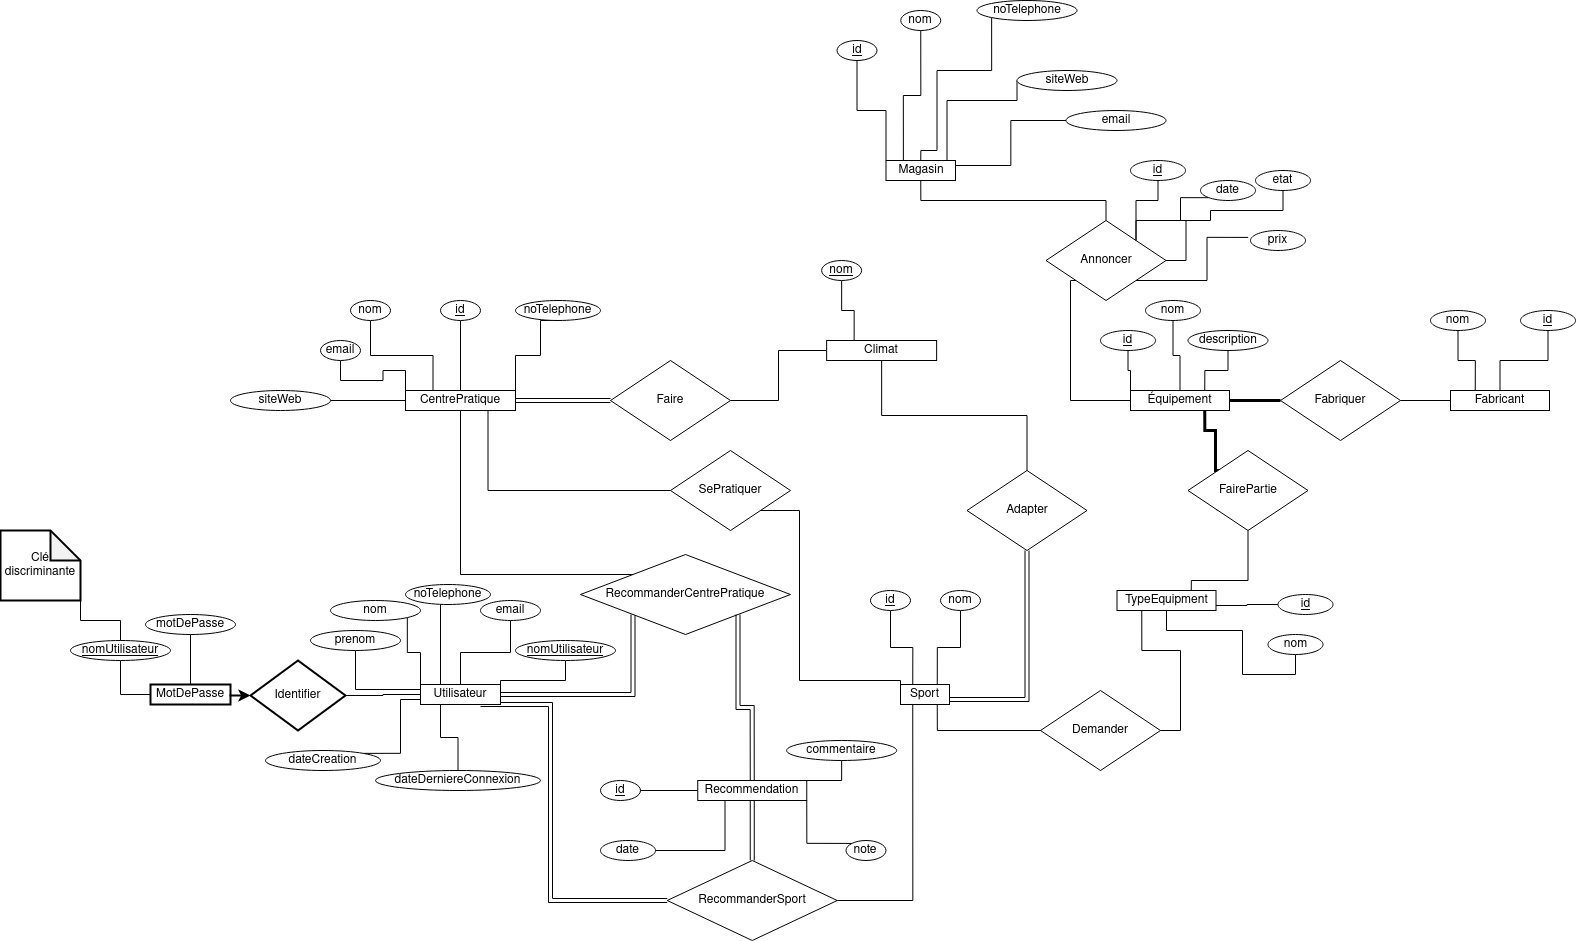 noTelephone
nom
id
siteWeb
email
Magasin
id
etat
date
prix
Annoncer
nom
Climat
nom
id
noTelephone
email
siteWeb
CentrePratique
Faire
nom
id
description
Équipement
Fabriquer
nom
id
Fabricant
SePratiquer
Adapter
FairePartie
Clé
discriminante
RecommanderCentrePratique
noTelephone
nom
email
prenom
nomUtilisateur
motDePasse
nomUtilisateur
MotDePasse
Identifier
Utilisateur
id
nom
Sport
TypeEquipment
id
nom
Demander
dateCreation
dateDerniereConnexion
commentaire
id
Recommendation
date
note
RecommanderSport